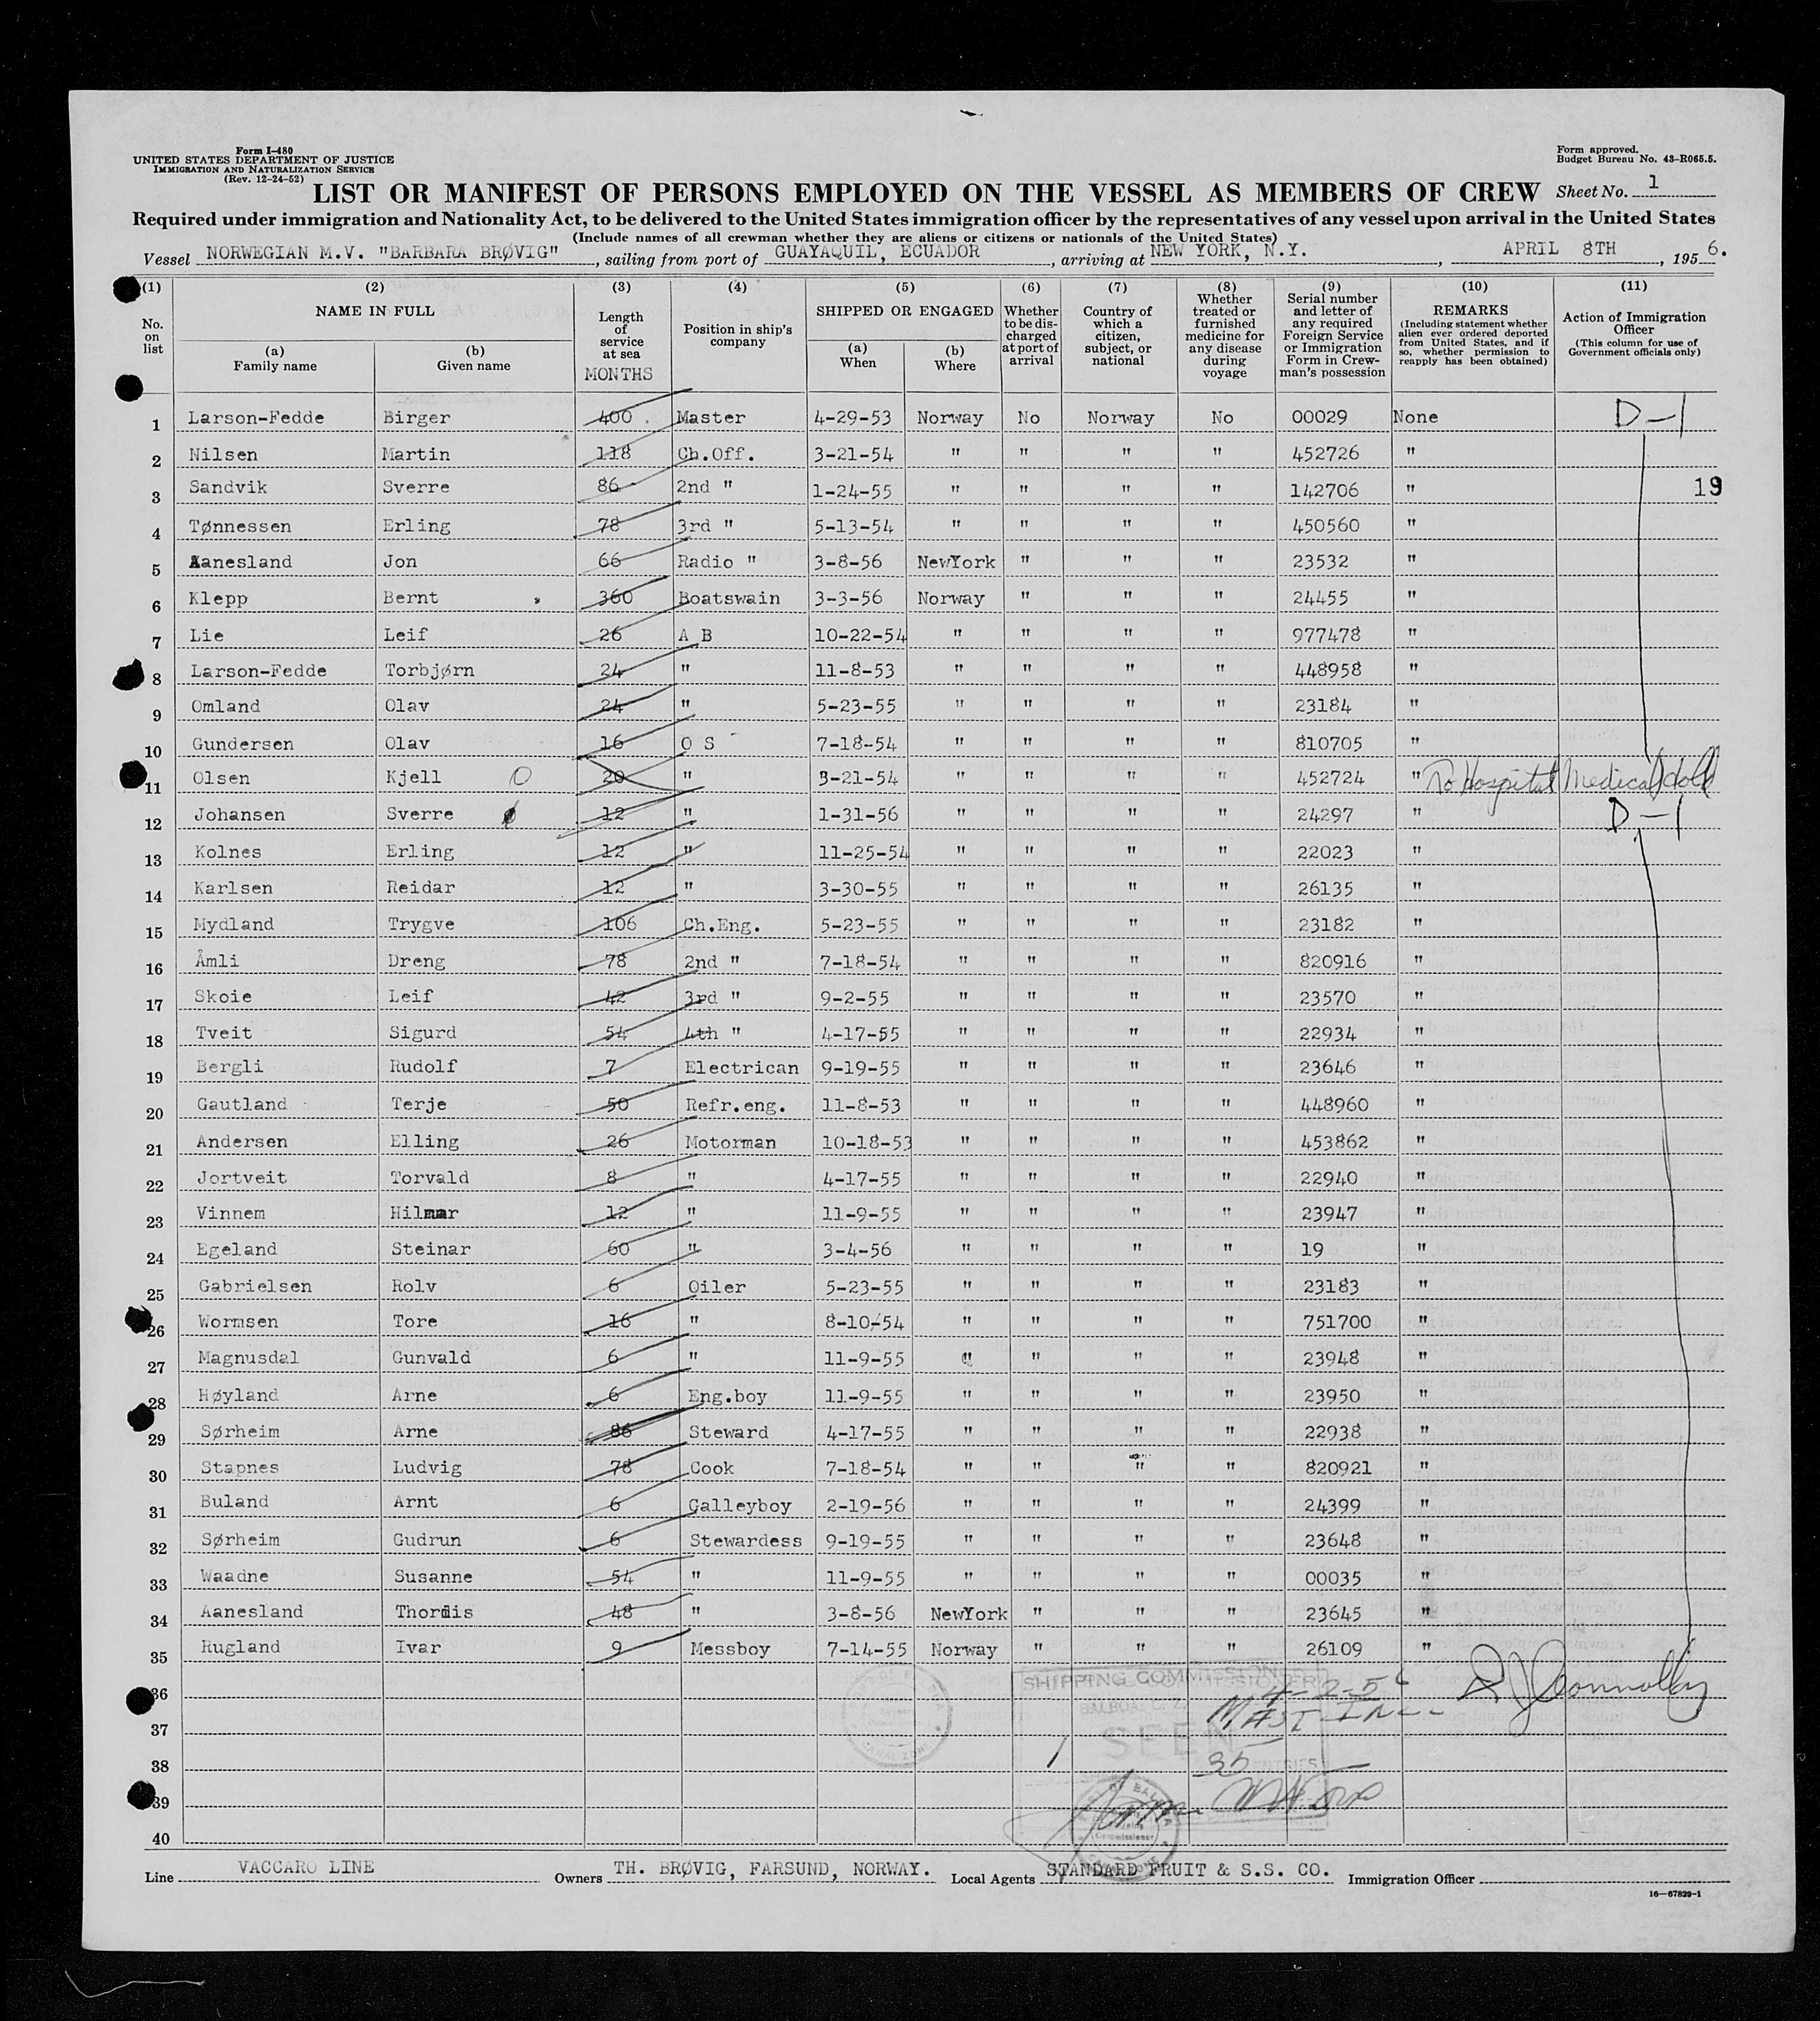 Form I-480
UNITED STATES DEPARTMENT OF JUSTICE
IMMIGRATION AND NATURALIZATION SERVICE
(Rev. 12-24-52)
Form approved.
Budget Bureau No. 43-R065.5.
LIST OR MANIFEST OF PERSONS EMPLOYED ON THE VESSEL AS MEMBERS OF CREW
Sheet No. 1
Required under immigration and Nationality Act, to be delivered to the United States immigration officer by the representatives of any vessel upon arrival in the United States
(Include names of all crewman whether they are aliens or citizens or nationals of the United States)
Vessel NORWEGIAN M.V. "BARBARA BRØVIG", sailing from port of GUAYAQUIL, ECUADOR, arriving at NEW YORK, N.Y., APRIL 8TH, 1956.
(1) No. on list
(2) NAME IN FULL
(a) Family name
(b) Given name
(3) Length of service at sea MONTHS
(4) Position in ship's company
(5) SHIPPED OR ENGAGED
(a) When
(b) Where
(6) Whether to be discharged at port of arrival
(7) Country of which a citizen, subject, or national
(8) Whether treated or furnished medicine for any disease during voyage
(9) Serial number and letter of any required Foreign Service or Immigration Form in Crewman's possession
(10) REMARKS (Including statement whether alien ever ordered deported from United States, and if so, whether permission to reapply has been obtained)
(11) Action of Immigration Officer (This column for use of Government officials only)
1 Larson-Fedde Birger 400 Master 4-29-53 Norway No Norway No 00029 None D-1
2 Nilsen Martin 118 Ch.Off. 3-21-54 " " " " 452726 "
3 Sandvik Sverre 86 2nd " 1-24-55 " " " " 142706 " 19
4 Tønnessen Erling 78 3rd " 5-13-54 " " " " 450560 "
5 Aanesland Jon 66 Radio " 3-8-56 NewYork " " " 23532 "
6 Klepp Bernt 360 Boatswain 3-3-56 Norway " " " 24455 "
7 Lie Leif 26 A B 10-22-54 " " " " 977478 "
8 Larson-Fedde Torbjørn 24 " 11-8-53 " " " " 448958 "
9 Omland Olav 24 " 5-23-55 " " " " 23184 "
10 Gundersen Olav 16 O S 7-18-54 " " " " 810705 "
11 Olsen Kjell O 20 " 3-21-54 " " " " 452724 " To Hospital Medical Hold
12 Johansen Sverre 12 " 1-31-56 " " " " 24297 " D-1
13 Kolnes Erling 12 " 11-25-54 " " " " 22023 "
14 Karlsen Reidar 12 " 3-30-55 " " " " 26135 "
15 Mydland Trygve 106 Ch.Eng. 5-23-55 " " " " 23182 "
16 Åmli Dreng 78 2nd " 7-18-54 " " " " 820916 "
17 Skoie Leif 42 3rd " 9-2-55 " " " " 23570 "
18 Tveit Sigurd 54 4th " 4-17-55 " " " " 22934 "
19 Bergli Rudolf 7 Electrican 9-19-55 " " " " 23646 "
20 Gautland Terje 50 Refr.eng. 11-8-53 " " " " 448960 "
21 Andersen Elling 26 Motorman 10-18-53 " " " " 453862 "
22 Jortveit Torvald 8 " 4-17-55 " " " " 22940 "
23 Vinnem Hilmar 12 " 11-9-55 " " " " 23947 "
24 Egeland Steinar 60 " 3-4-56 " " " " 19 "
25 Gabrielsen Rolv 6 Oiler 5-23-55 " " " " 23183 "
26 Wormsen Tore 16 " 8-10-54 " " " " 751700 "
27 Magnusdal Gunvald 6 " 11-9-55 " " " " 23948 "
28 Høyland Arne 6 Eng.boy 11-9-55 " " " " 23950 "
29 Sørheim Arne 86 Steward 4-17-55 " " " " 22938 "
30 Stapnes Ludvig 78 Cook 7-18-54 " " " " 820921 "
31 Buland Arnt 6 Galleyboy 2-19-56 " " " " 24399 "
32 Sørheim Gudrun 6 Stewardess 9-19-55 " " " " 23648 "
33 Waadne Susanne 54 " 11-9-55 " " " " 00035 "
34 Aanesland Thordis 48 " 3-8-56 NewYork " " " 23645 "
35 Rugland Ivar 9 Messboy 7-14-55 Norway " " " 26109 "
36
37
38
39
40
SHIPPING COMMISSIONER
BALBOA C. Z.
SEEN
4-2-56
35
CANAL ZONE
Connolly
Line VACCARO LINE Owners TH. BRØVIG, FARSUND, NORWAY. Local Agents STANDARD FRUIT & S.S. CO. Immigration Officer
16—67829-1